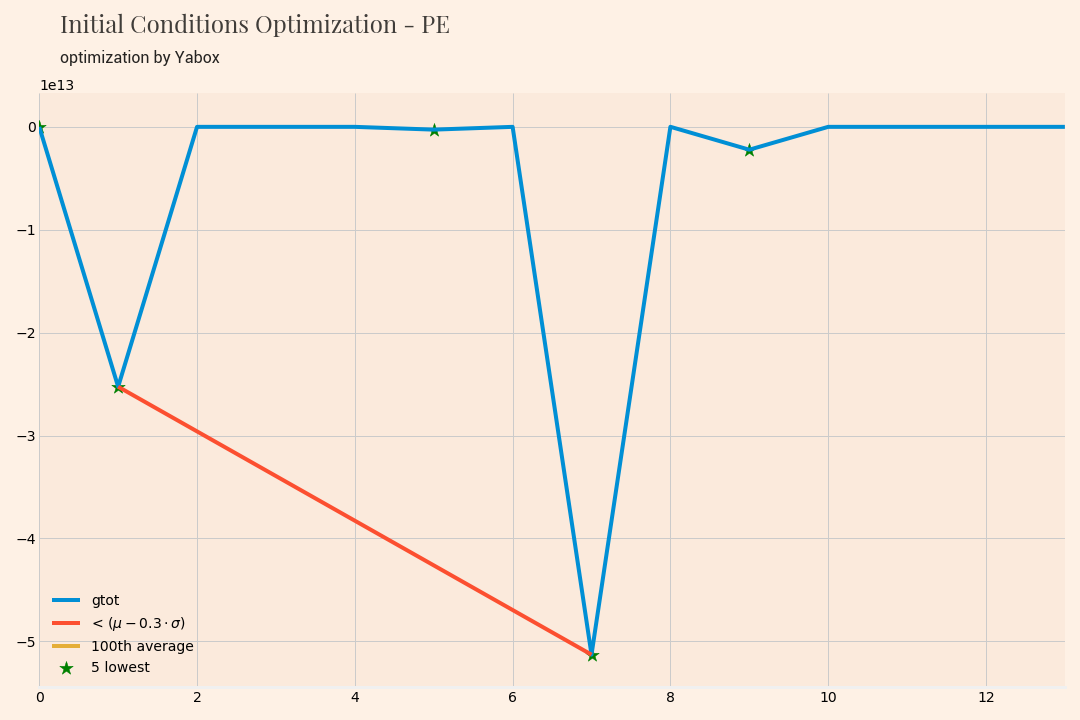 Initial Conditions Optimization - PE
optimization by Yabox
1e13
0
−1
−2
−3
−4
−5
gtot
< (μ − 0.3 · σ)
100th average
5 lowest
0 2 4 6 8 10 12